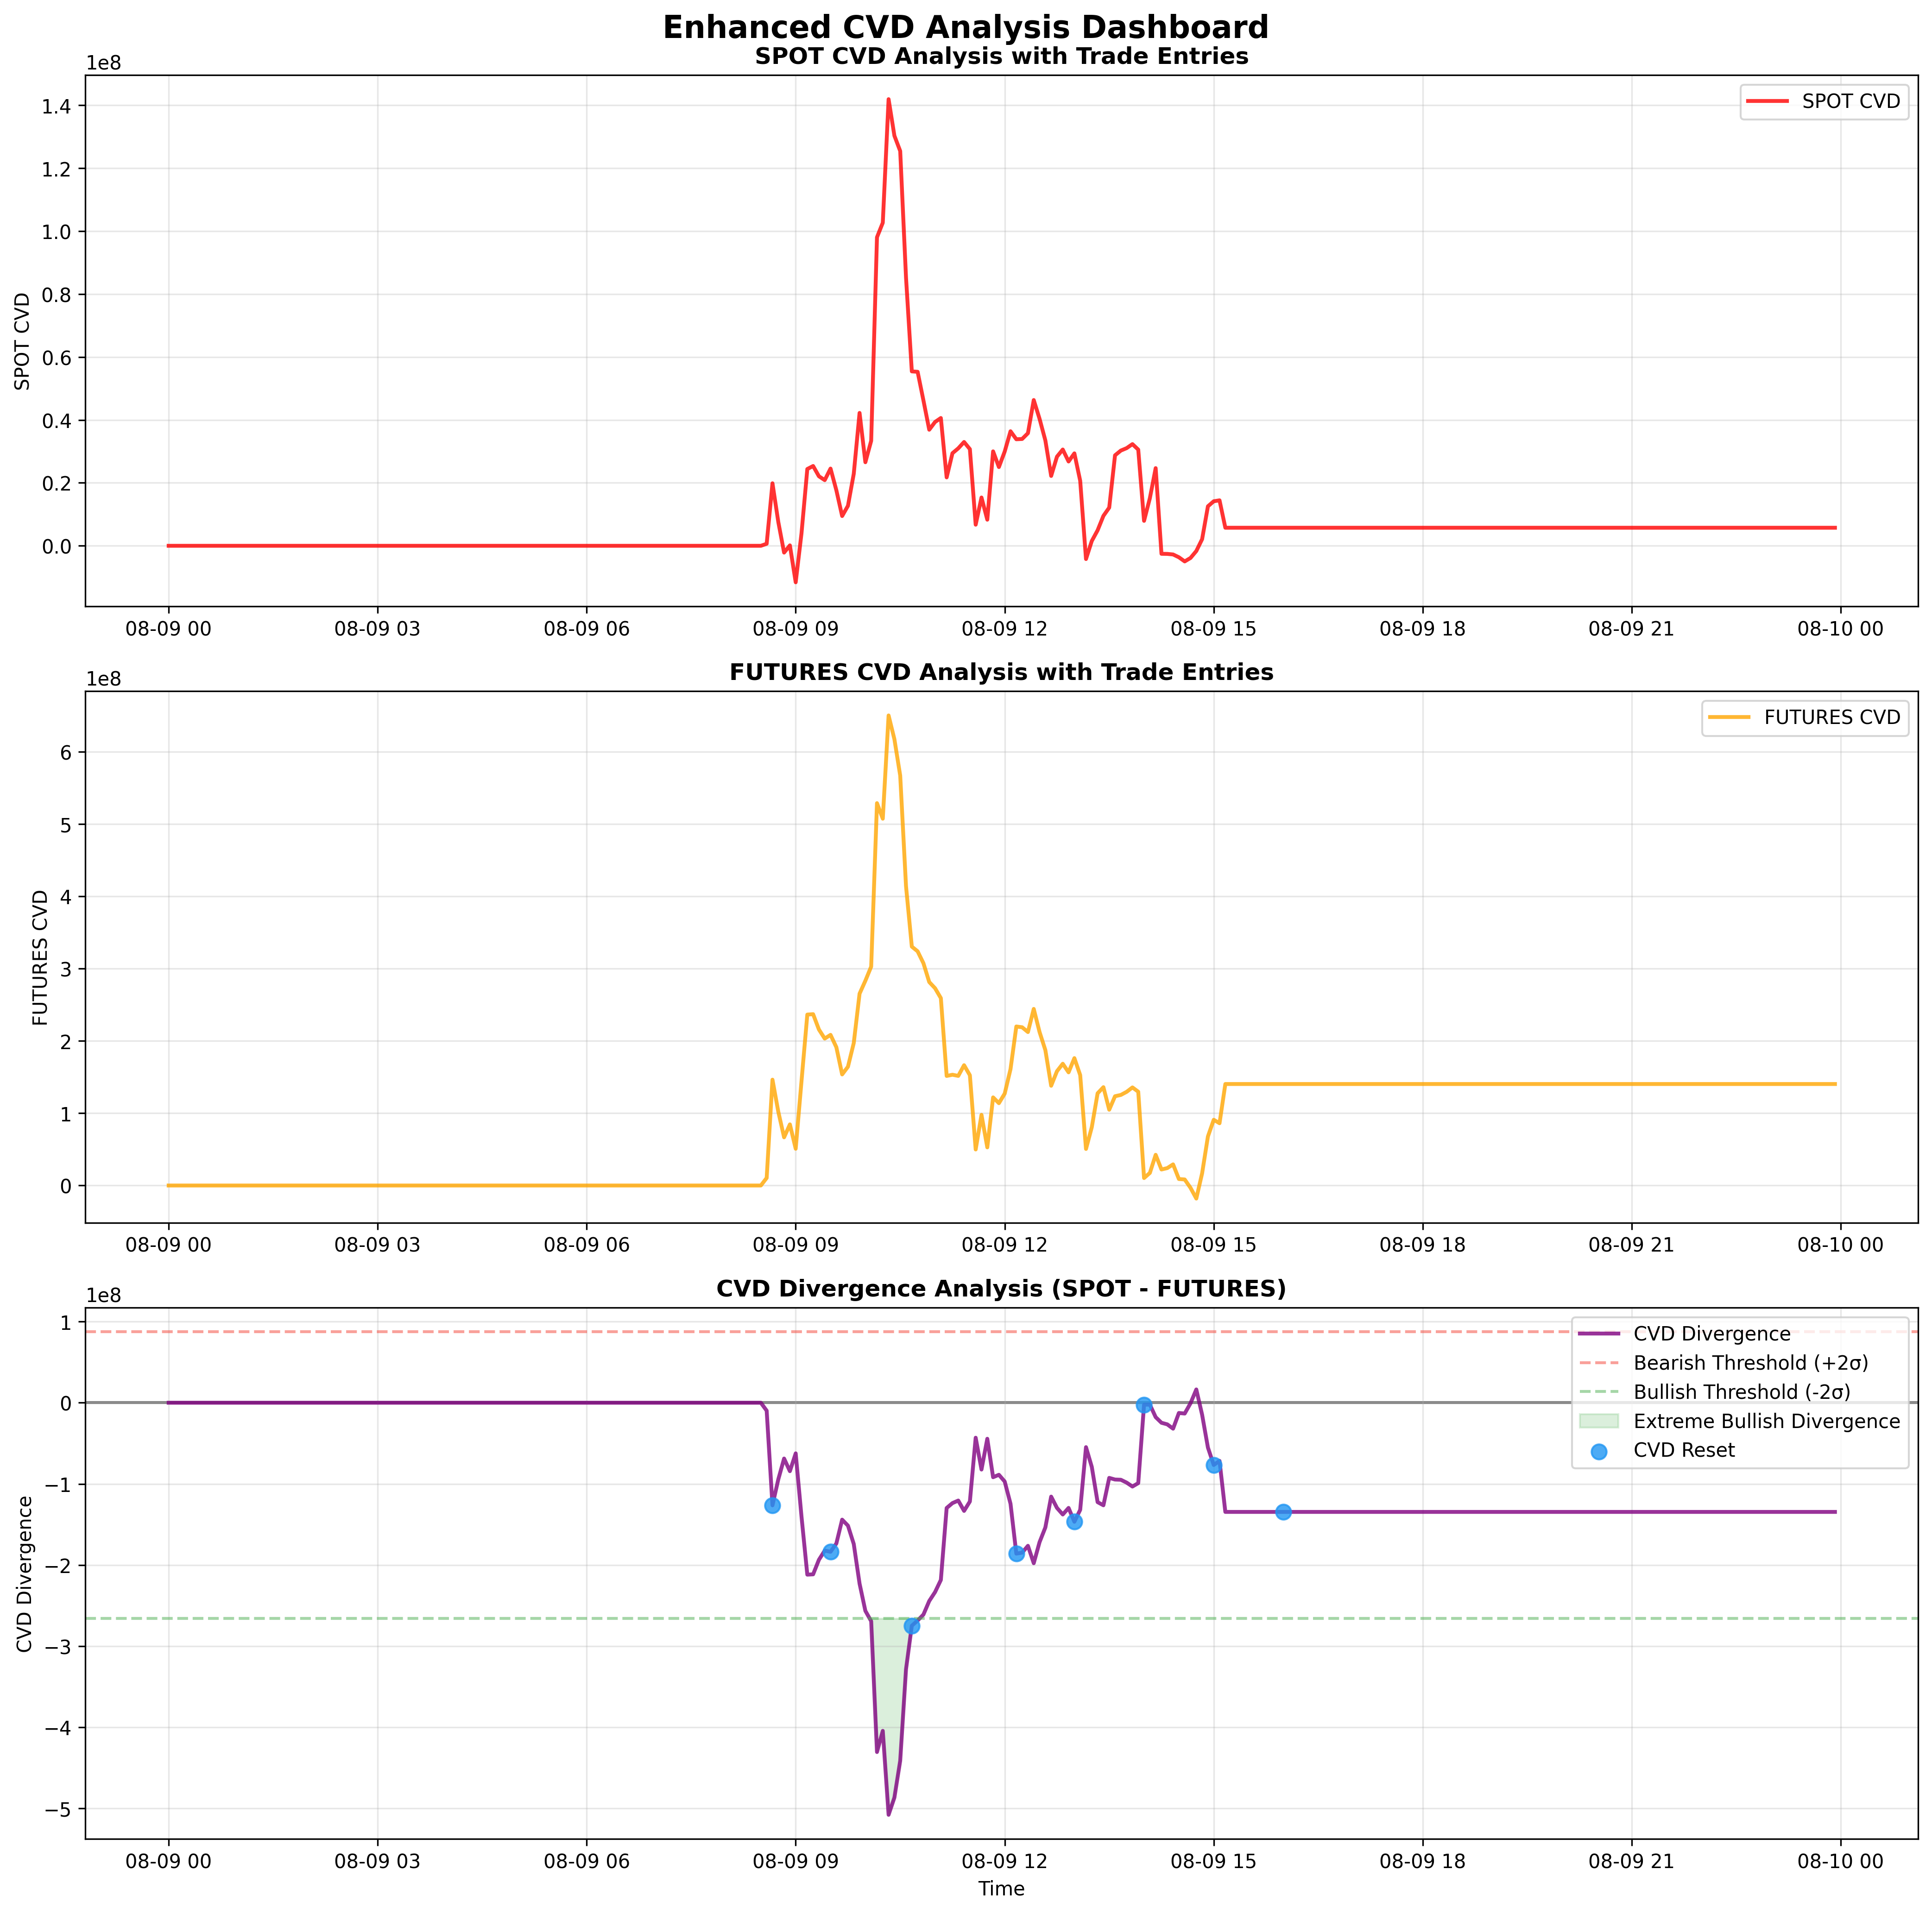 Enhanced CVD Analysis Dashboard
SPOT CVD Analysis with Trade Entries
1e8
SPOT CVD
1.4
1.2
1.0
0.8
0.6
0.4
0.2
0.0
SPOT CVD
08-09 00 08-09 03 08-09 06 08-09 09 08-09 12 08-09 15 08-09 18 08-09 21 08-10 00
FUTURES CVD Analysis with Trade Entries
1e8
FUTURES CVD
6
5
4
3
2
1
0
FUTURES CVD
08-09 00 08-09 03 08-09 06 08-09 09 08-09 12 08-09 15 08-09 18 08-09 21 08-10 00
CVD Divergence Analysis (SPOT - FUTURES)
1e8
CVD Divergence
Bearish Threshold (+2σ)
Bullish Threshold (-2σ)
Extreme Bullish Divergence
CVD Reset
1
0
−1
−2
−3
−4
−5
CVD Divergence
08-09 00 08-09 03 08-09 06 08-09 09 08-09 12 08-09 15 08-09 18 08-09 21 08-10 00
Time